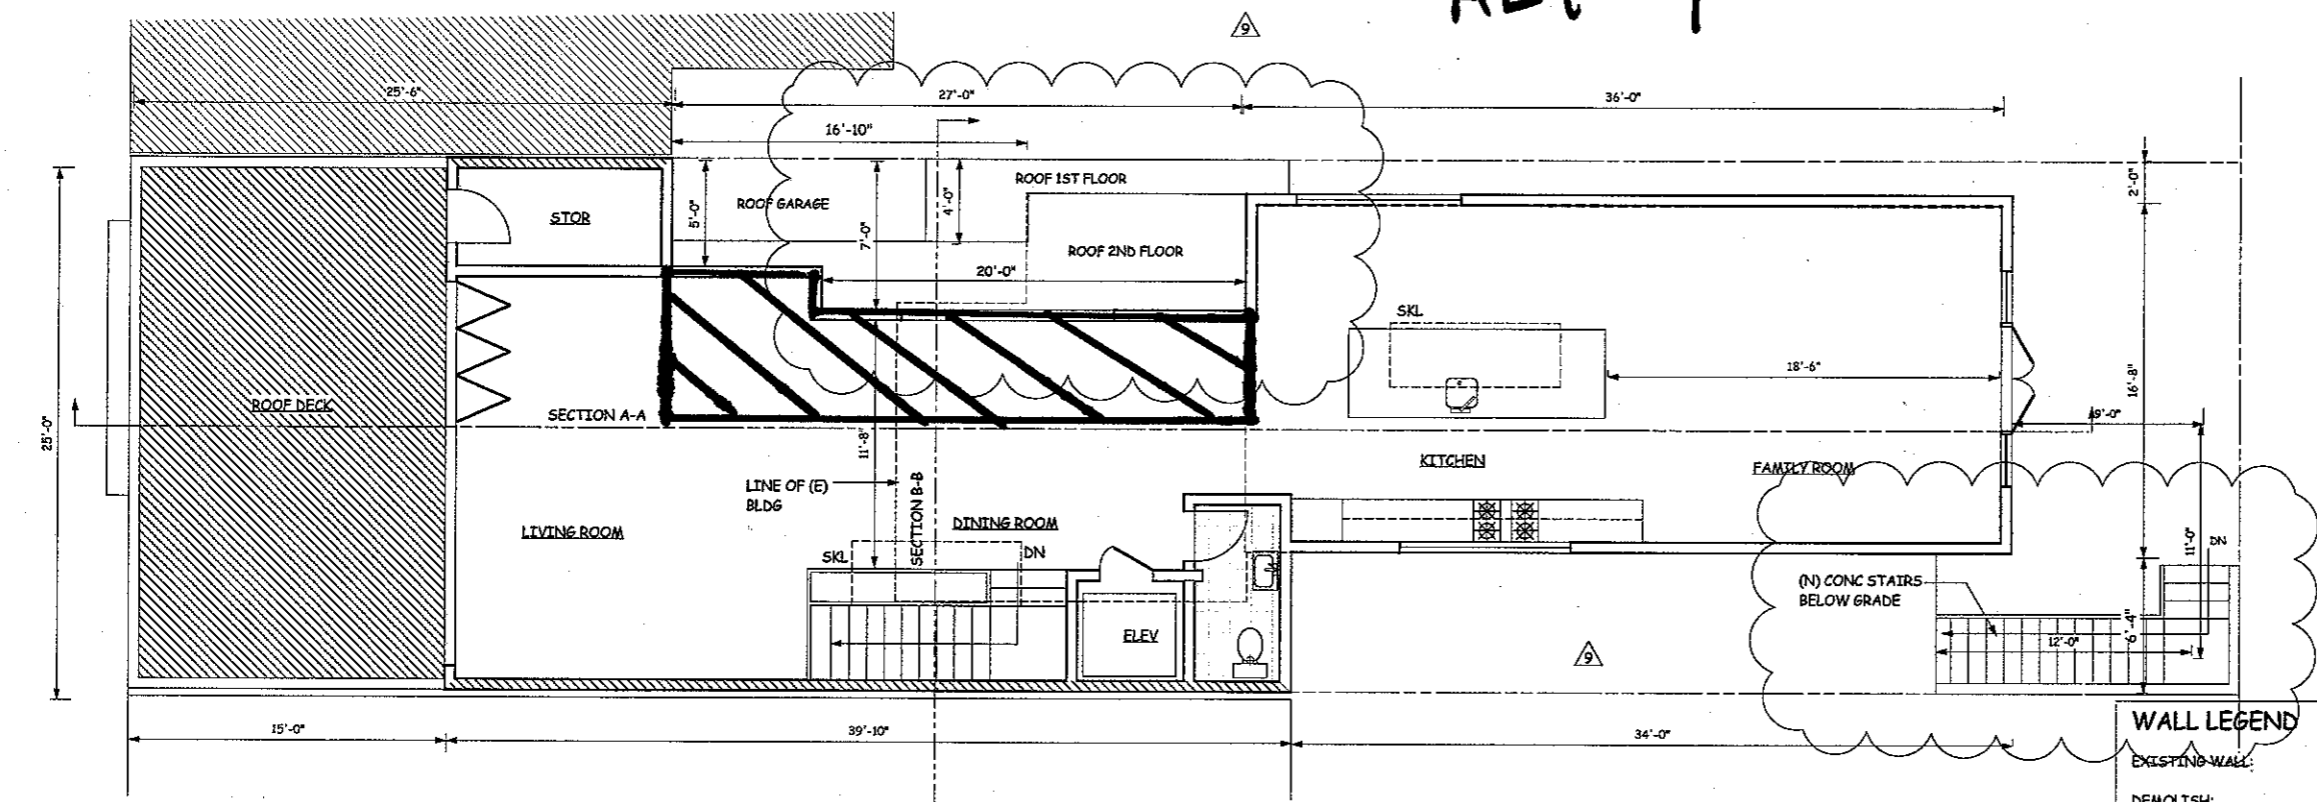 9
25'-6"
27'-0"
36'-0"
16'-10"
ROOF 1ST FLOOR
2'-0"
STOR
5'-0"
ROOF GARAGE
4'-0"
7'-0"
ROOF 2ND FLOOR
20'-0"
SKL
18'-6"
16'-8"
ROOF DECK
SECTION A-A
9'-0"
25'-0"
11'-8"
KITCHEN
FAMILY ROOM
LINE OF (E)
BLDG
SECTION B-B
DINING ROOM
LIVING ROOM
SKL
DN
11'-0"
DN
(N) CONC STAIRS
BELOW GRADE
ELEV
12'-0"
6'-4"
9
15'-0"
39'-10"
34'-0"
WALL LEGEND
EXISTING WALL:
DEMOLISH: